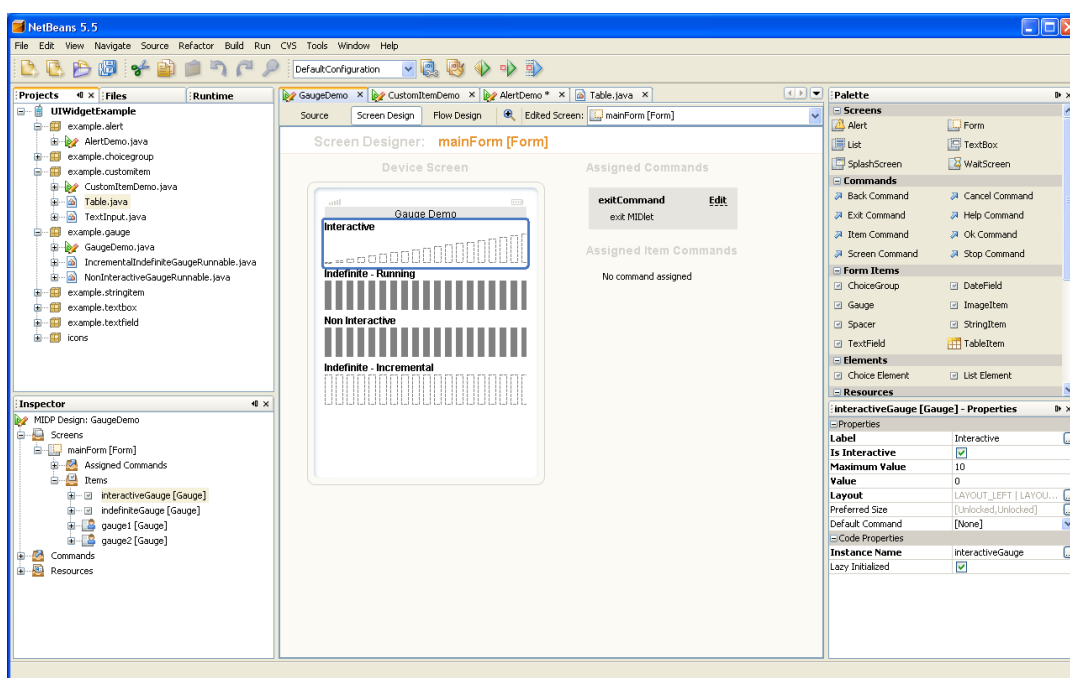 NetBeans 5.5
File Edit View Navigate Source Refactor Build Run CVS Tools Window Help
DefaultConfiguration
Projects Files Runtime
UIWidgetExample
example.alert
AlertDemo.java
example.choicegroup
example.customitem
CustomItemDemo.java
Table.java
TextInput.java
example.gauge
GaugeDemo.java
IncrementalIndefiniteGaugeRunnable.java
NonInteractiveGaugeRunnable.java
example.stringitem
example.textbox
example.textfield
icons
Inspector
MIDP Design: GaugeDemo
Screens
mainForm [Form]
Assigned Commands
Items
interactiveGauge [Gauge]
indefiniteGauge [Gauge]
gauge1 [Gauge]
gauge2 [Gauge]
Commands
Resources
GaugeDemo CustomItemDemo AlertDemo * Table.java
Source Screen Design Flow Design Edited Screen: mainForm [Form]
Screen Designer: mainForm [Form]
Device Screen
Gauge Demo
Interactive
Indefinite - Running
Non Interactive
Indefinite - Incremental
Assigned Commands
exitCommand Edit
exit MIDlet
Assigned Item Commands
No command assigned
Palette
Screens
Alert Form
List TextBox
SplashScreen WaitScreen
Commands
Back Command Cancel Command
Exit Command Help Command
Item Command Ok Command
Screen Command Stop Command
Form Items
ChoiceGroup DateField
Gauge ImageItem
Spacer StringItem
TextField TableItem
Elements
Choice Element List Element
Resources
interactiveGauge [Gauge] - Properties
Properties
Label Interactive
Is Interactive
Maximum Value 10
Value 0
Layout LAYOUT_LEFT | LAYOU...
Preferred Size [Unlocked,Unlocked]
Default Command [None]
Code Properties
Instance Name interactiveGauge
Lazy Initialized